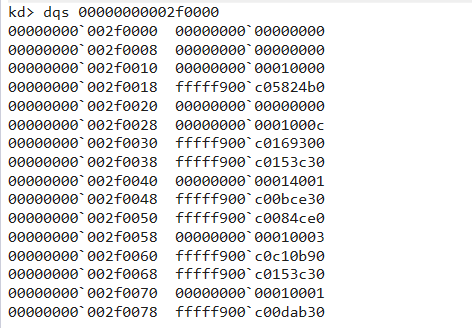 kd> dqs 00000000002f0000
00000000`002f0000  00000000`00000000
00000000`002f0008  00000000`00000000
00000000`002f0010  00000000`00010000
00000000`002f0018  fffff900`c05824b0
00000000`002f0020  00000000`00000000
00000000`002f0028  00000000`0001000c
00000000`002f0030  fffff900`c0169300
00000000`002f0038  fffff900`c0153c30
00000000`002f0040  00000000`00014001
00000000`002f0048  fffff900`c00bce30
00000000`002f0050  fffff900`c0084ce0
00000000`002f0058  00000000`00010003
00000000`002f0060  fffff900`c0c10b90
00000000`002f0068  fffff900`c0153c30
00000000`002f0070  00000000`00010001
00000000`002f0078  fffff900`c00dab30